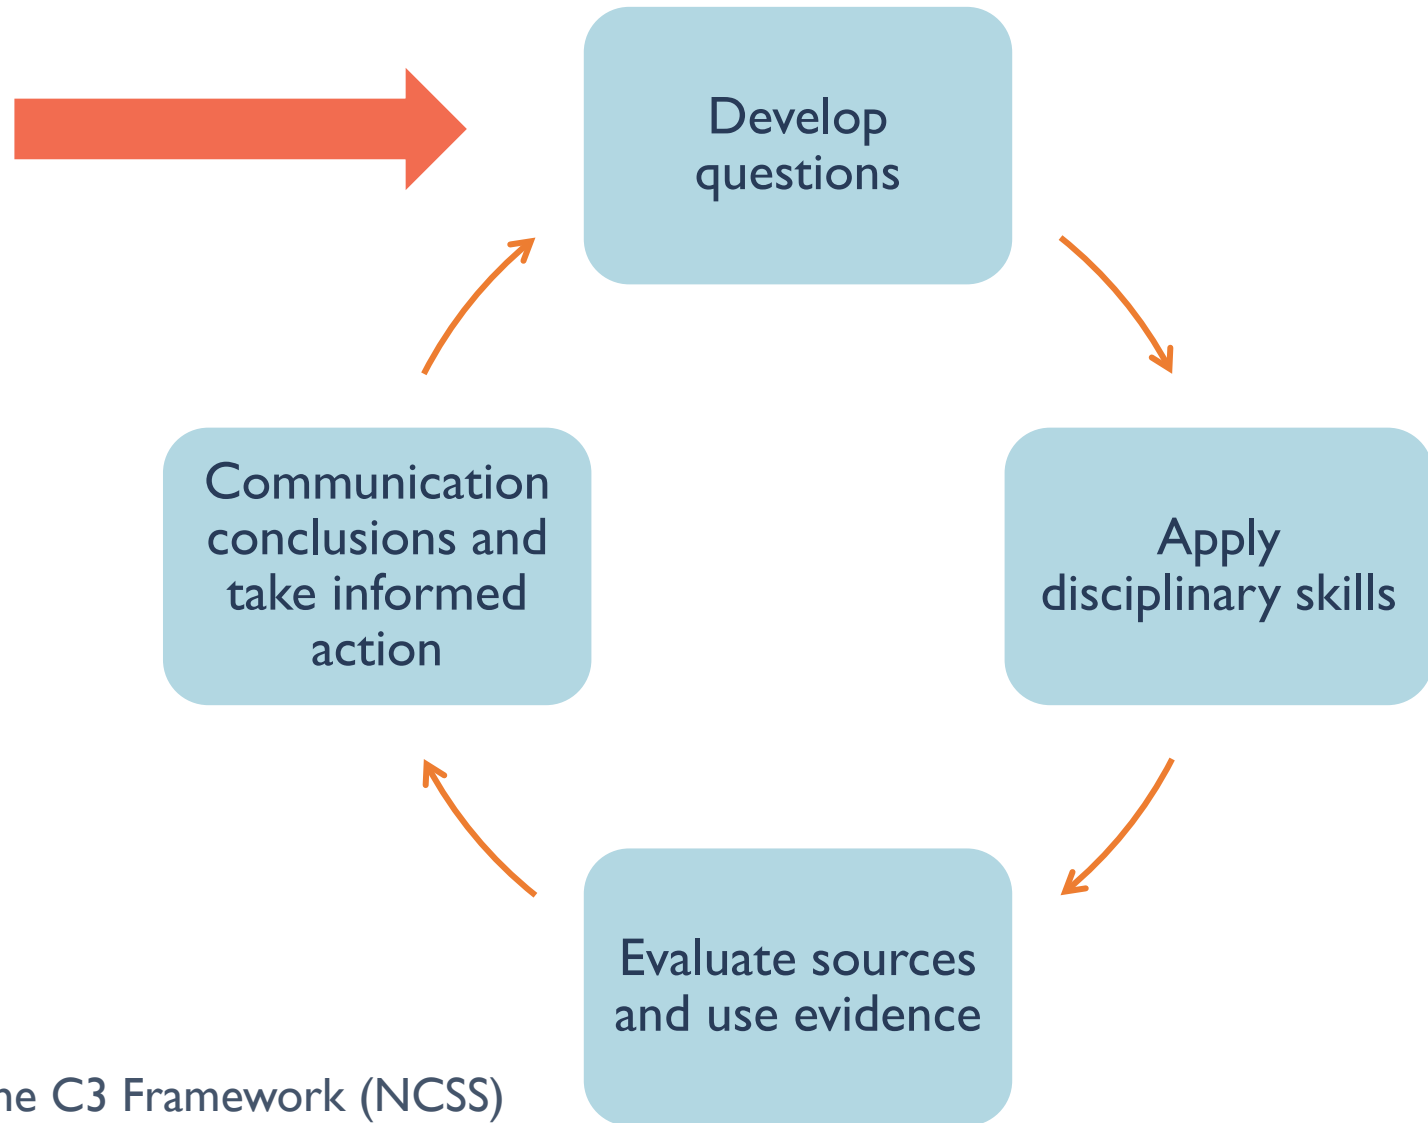 Develop
questions
Apply
disciplinary skills
Evaluate sources
and use evidence
Communication
conclusions and
take informed
action
he C3 Framework (NCSS)